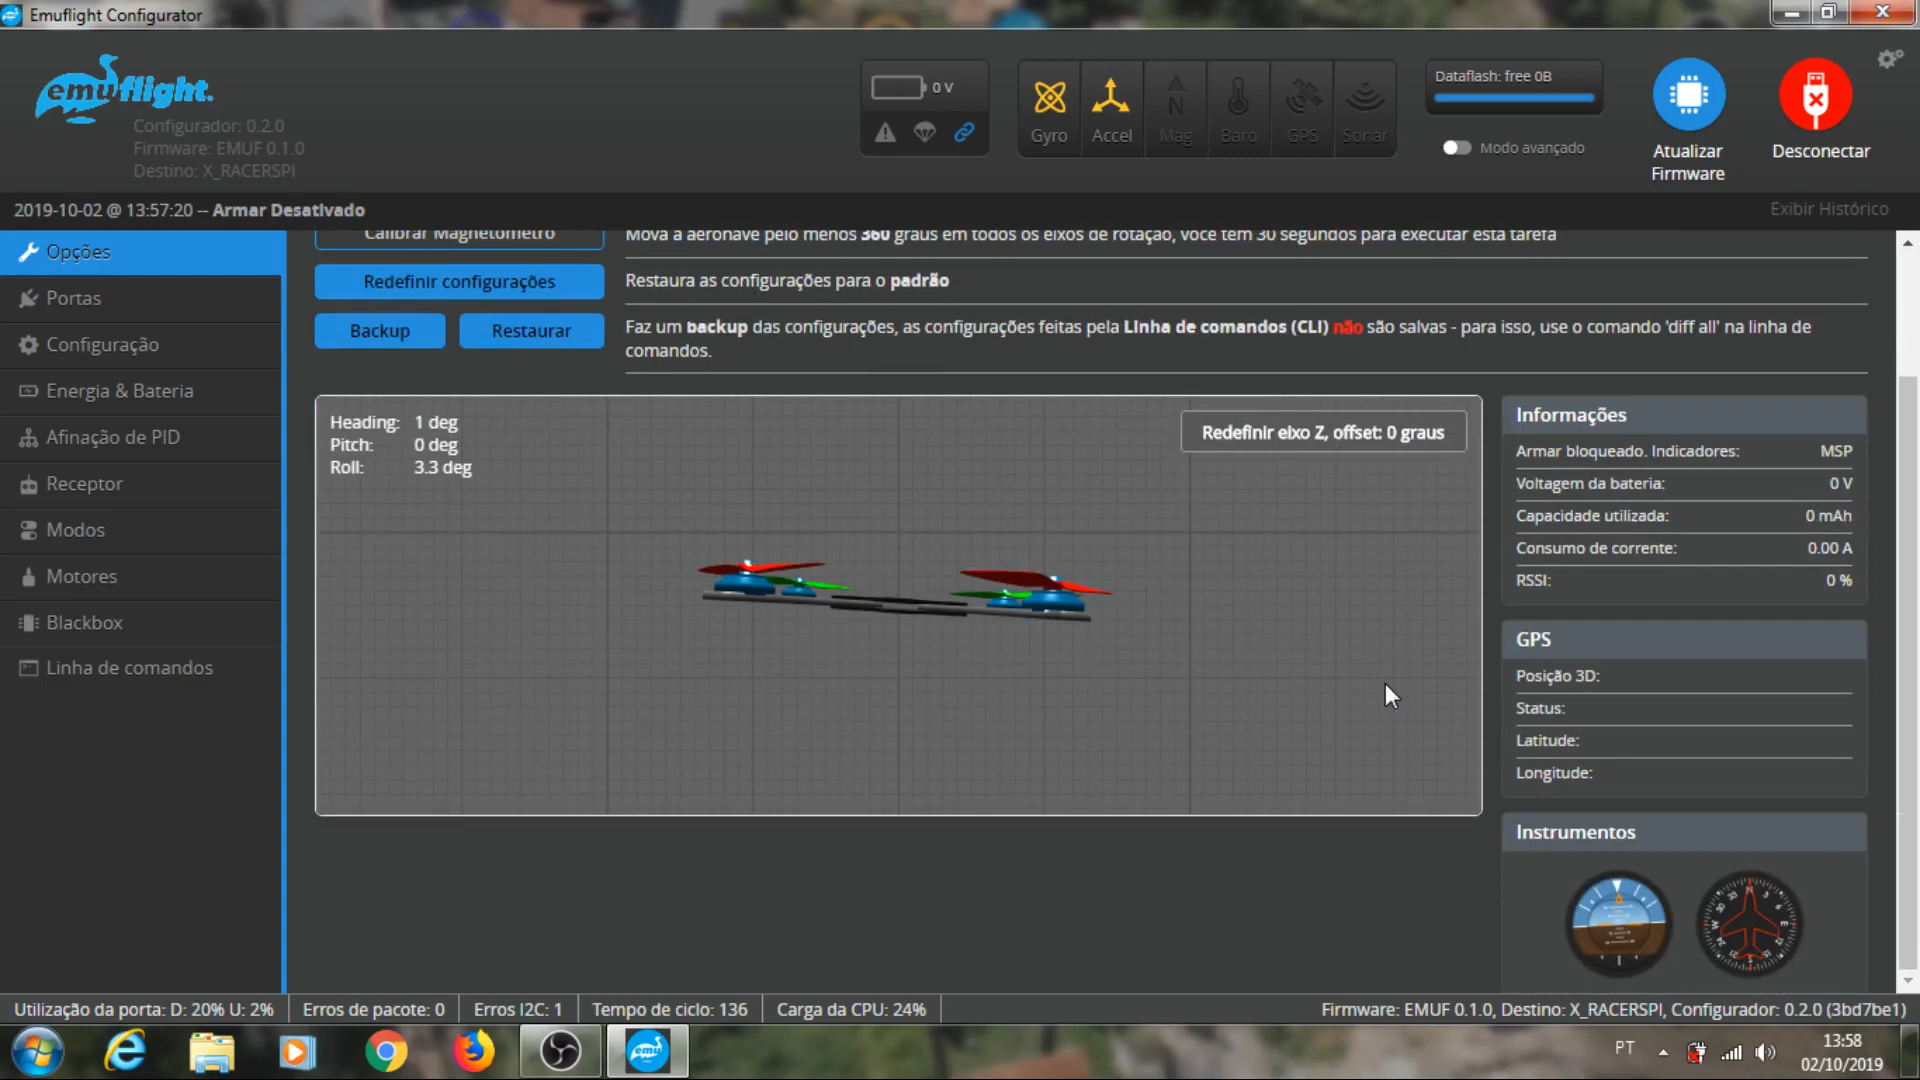 Emuflight Configurator
emuflight.
Configurador: 0.2.0
Firmware: EMUF 0.1.0
Destino: X_RACERSPI
0 V
Gyro
Accel
Mag
Baro
GPS
Sonar
Dataflash: free 0B
Modo avançado
Atualizar
Firmware
Desconectar
2019-10-02 @ 13:57:20 -- Armar Desativado
Exibir Histórico
Opções
Portas
Configuração
Energia & Bateria
Afinação de PID
Receptor
Modos
Motores
Blackbox
Linha de comandos
Calibrar Magnetômetro
Mova a aeronave pelo menos 360 graus em todos os eixos de rotação, você tem 30 segundos para executar esta tarefa
Redefinir configurações
Restaura as configurações para o padrão
Backup
Restaurar
Faz um backup das configurações, as configurações feitas pela Linha de comandos (CLI) não são salvas - para isso, use o comando 'diff all' na linha de
comandos.
Heading: 1 deg
Pitch: 0 deg
Roll: 3.3 deg
Redefinir eixo Z, offset: 0 graus
Informações
Armar bloqueado. Indicadores: MSP
Voltagem da bateria: 0 V
Capacidade utilizada: 0 mAh
Consumo de corrente: 0.00 A
RSSI: 0 %
GPS
Posição 3D:
Status:
Latitude:
Longitude:
Instrumentos
Utilização da porta: D: 20% U: 2%
Erros de pacote: 0
Erros I2C: 1
Tempo de ciclo: 136
Carga da CPU: 24%
Firmware: EMUF 0.1.0, Destino: X_RACERSPI, Configurador: 0.2.0 (3bd7be1)
emu
PT
13:58
02/10/2019